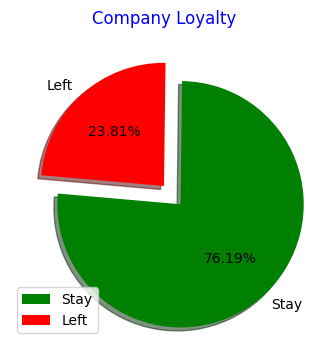 Company Loyalty
Left
23.81%
76.19%
Stay
Stay
Left